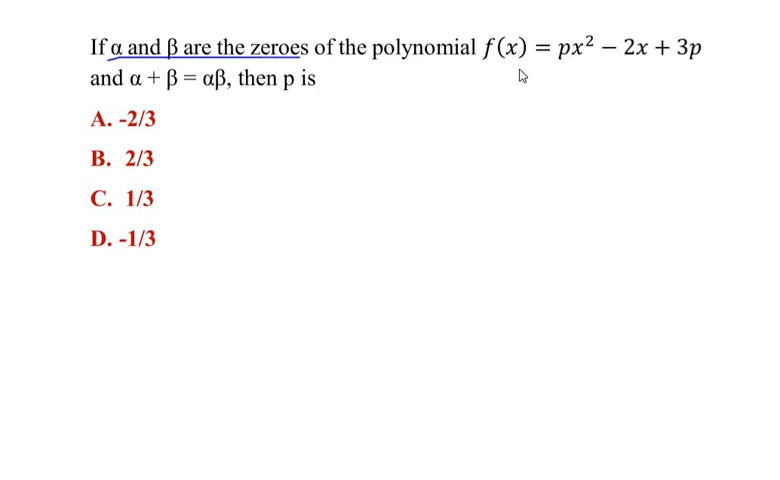 If α and β are the zeroes of the polynomial f(x) = px² − 2x + 3p
and α + β = αβ, then p is
A. -2/3
B. 2/3
C. 1/3
D. -1/3